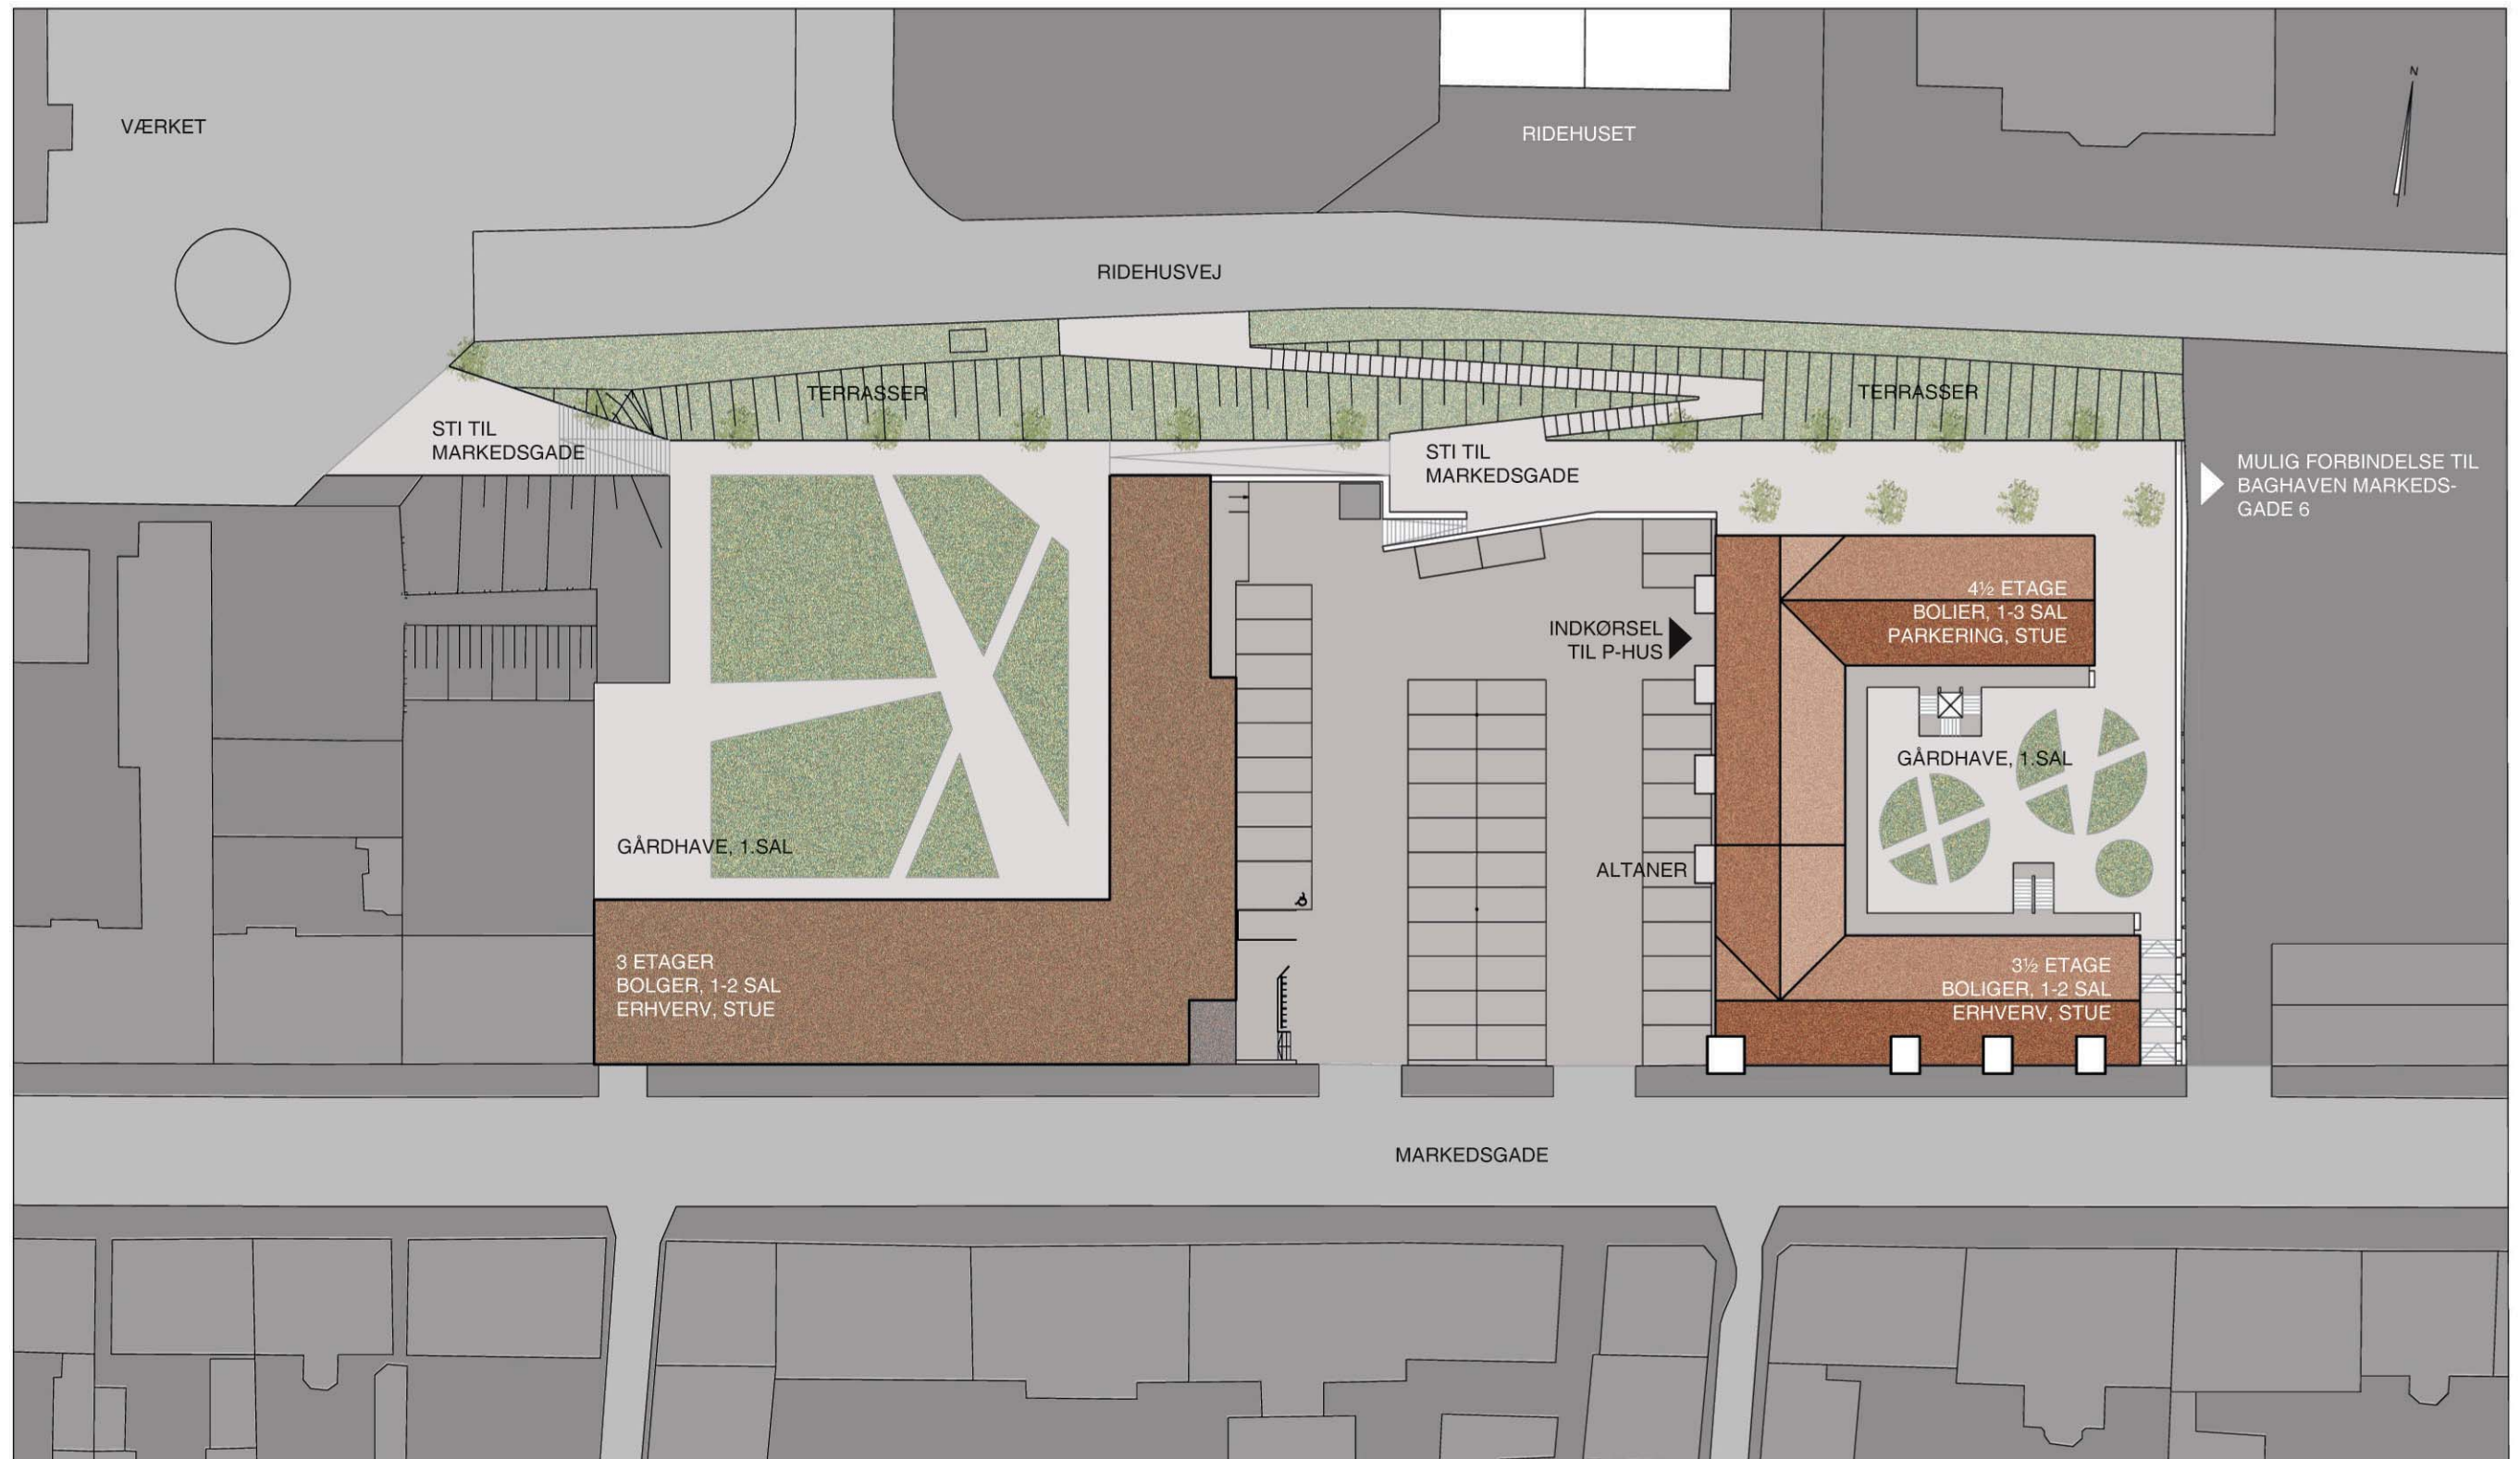 N
VÆRKET
RIDEHUSET
RIDEHUSVEJ
TERRASSER
TERRASSER
STI TIL
MARKEDSGADE
STI TIL
MARKEDSGADE
MULIG FORBINDELSE TIL
BAGHAVEN MARKEDS-
GADE 6
4½ ETAGE
BOLIER, 1-3 SAL
PARKERING, STUE
INDKØRSEL
TIL P-HUS
GÅRDHAVE, 1.SAL
GÅRDHAVE, 1.SAL
ALTANER
3 ETAGER
BOLGER, 1-2 SAL
ERHVERV, STUE
3½ ETAGE
BOLIGER, 1-2 SAL
ERHVERV, STUE
MARKEDSGADE